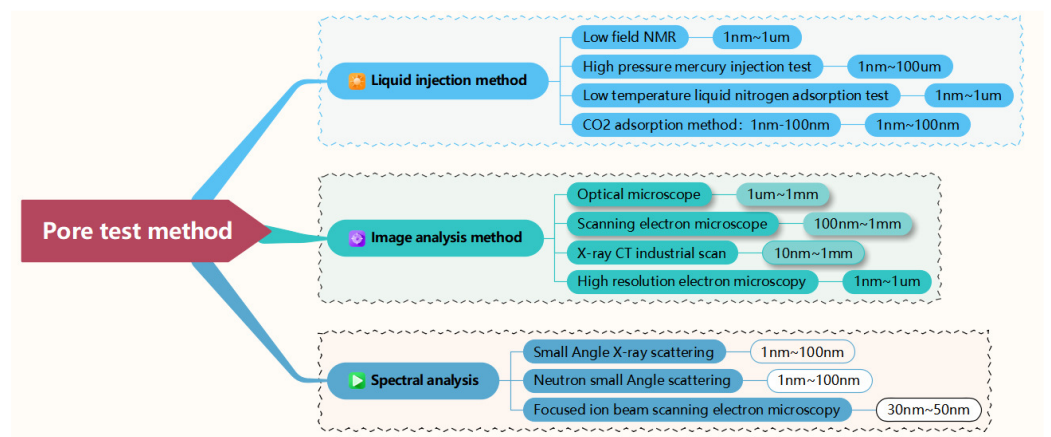 Pore test method
Liquid injection method
Low field NMR
1nm~1um
High pressure mercury injection test
1nm~100um
Low temperature liquid nitrogen adsorption test
1nm~1um
CO2 adsorption method：1nm-100nm
1nm~100nm
Image analysis method
Optical microscope
1um~1mm
Scanning electron microscope
100nm~1mm
X-ray CT industrial scan
10nm~1mm
High resolution electron microscopy
1nm~1um
Spectral analysis
Small Angle X-ray scattering
1nm~100nm
Neutron small Angle scattering
1nm~100nm
Focused ion beam scanning electron microscopy
30nm~50nm